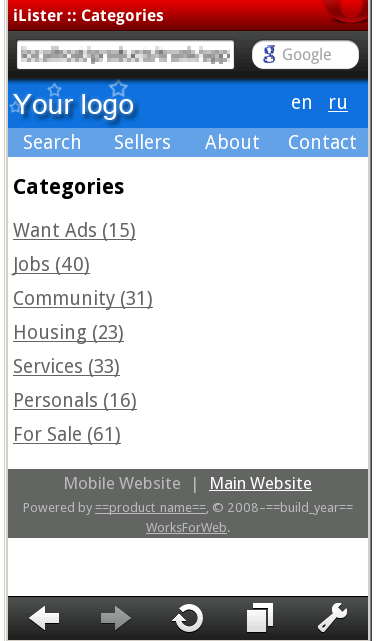 iLister :: Categories
Google
Your logo
en ru
Search Sellers About Contact
Categories
Want Ads (15)
Jobs (40)
Community (31)
Housing (23)
Services (33)
Personals (16)
For Sale (61)
Mobile Website | Main Website
Powered by ==product_name==, © 2008–==build_year==
WorksForWeb.